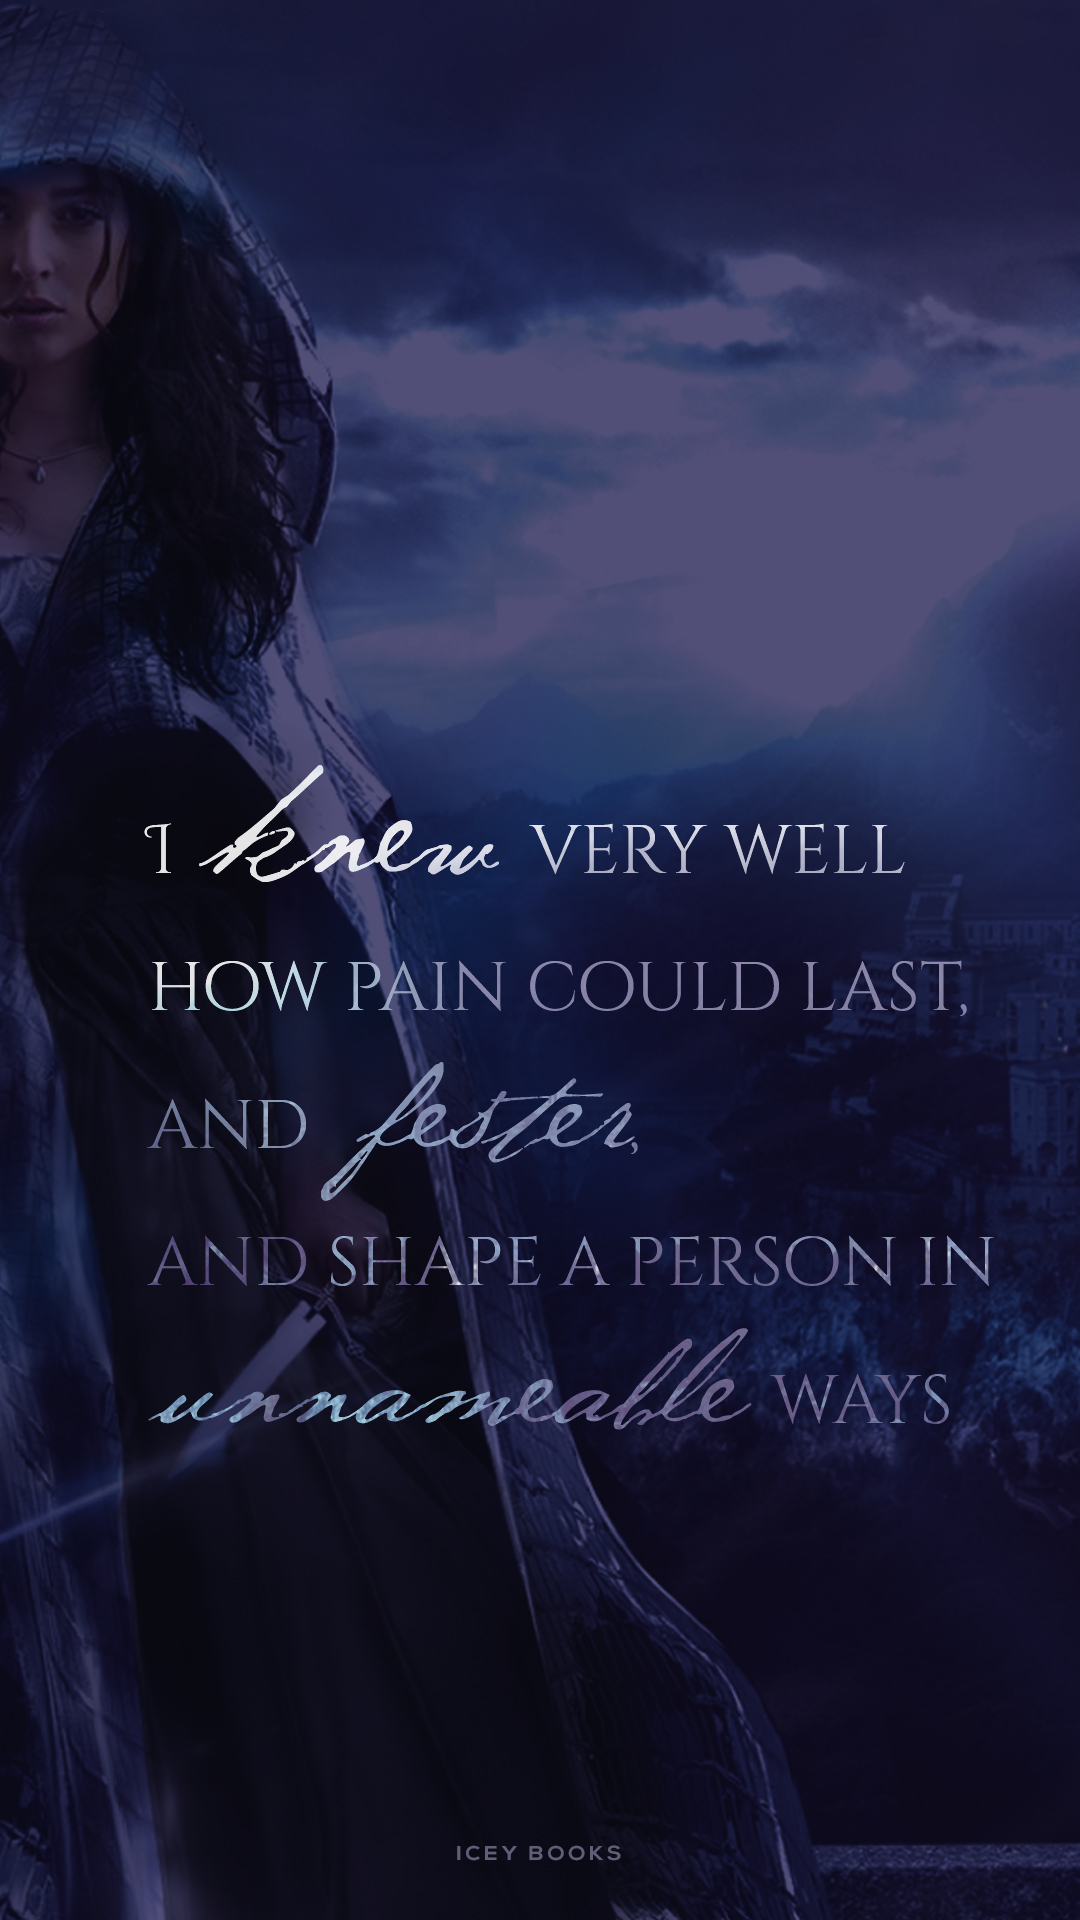 I knew VERY WELL
HOW PAIN COULD LAST,
AND fester,
AND SHAPE A PERSON IN
unnameable WAYS
ICEY BOOKS